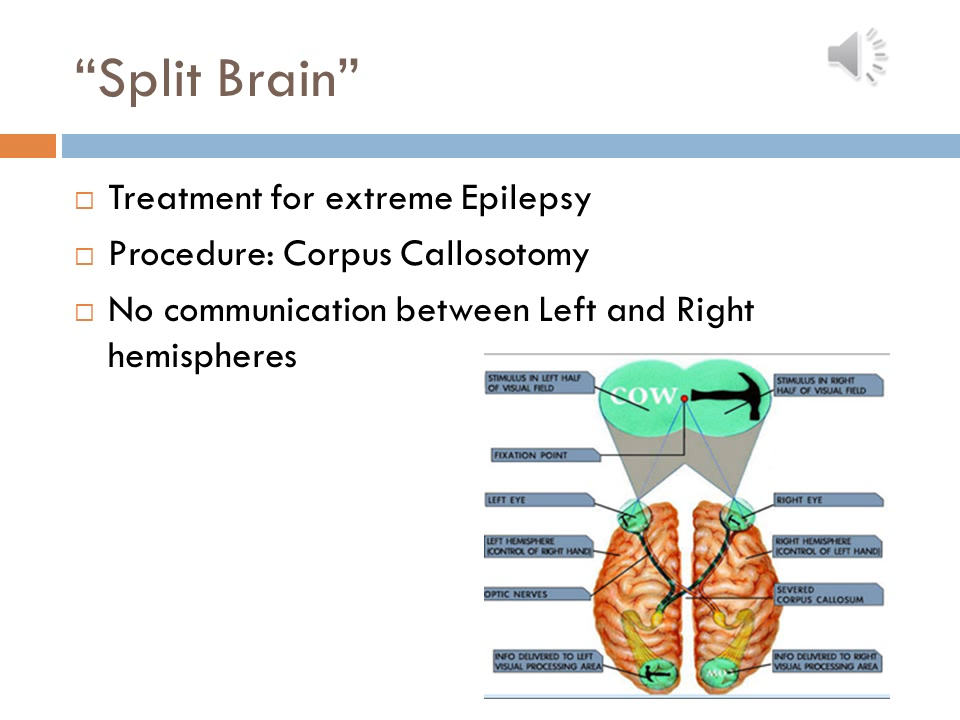 “Split Brain”
Treatment for extreme Epilepsy
Procedure: Corpus Callosotomy
No communication between Left and Right
hemispheres
STIMULUS IN LEFT HALF
OF VISUAL FIELD
COW
STIMULUS IN RIGHT
HALF OF VISUAL FIELD
FIXATION POINT
LEFT EYE
RIGHT EYE
LEFT HEMISPHERE
(CONTROL OF RIGHT HAND)
RIGHT HEMISPHERE
(CONTROL OF LEFT HAND)
OPTIC NERVES
SEVERED
CORPUS CALLOSUM
INFO DELIVERED TO LEFT
VISUAL PROCESSING AREA
INFO DELIVERED TO RIGHT
VISUAL PROCESSING AREA